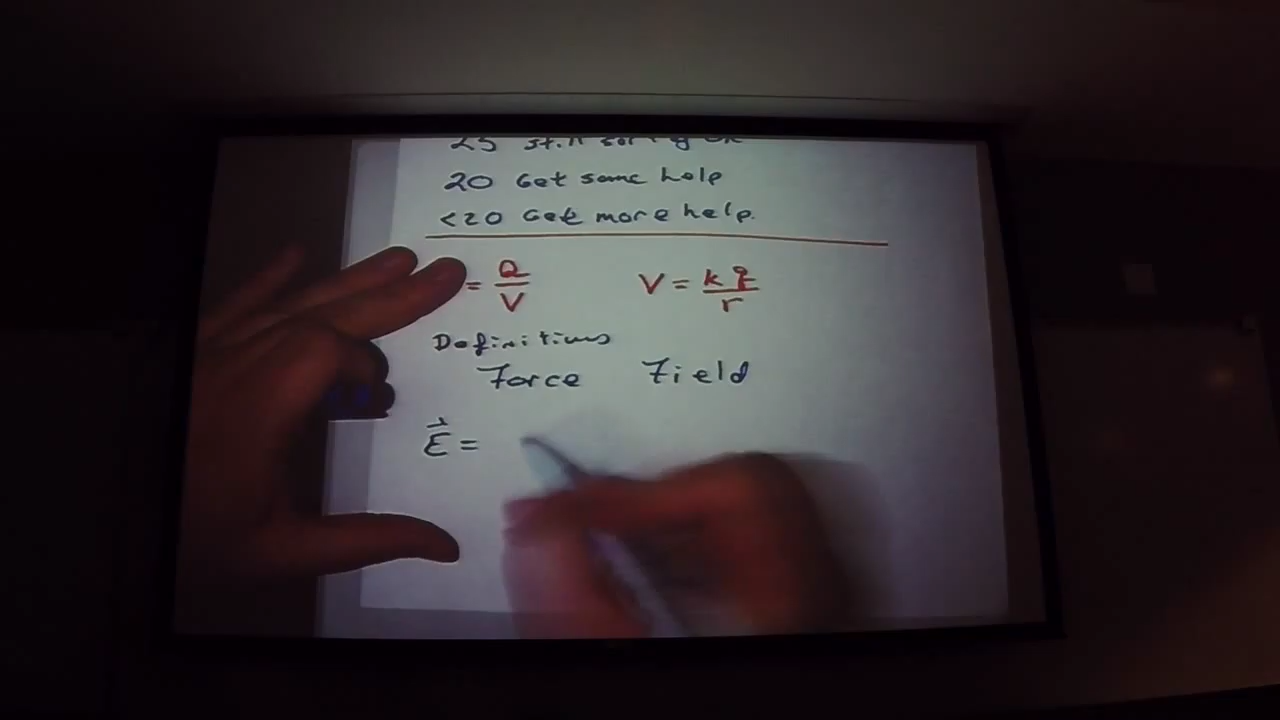 20 Get some help
<20 Get more help.
= Q/V V = kq/r
Definitions
Force Field
E⃗ =